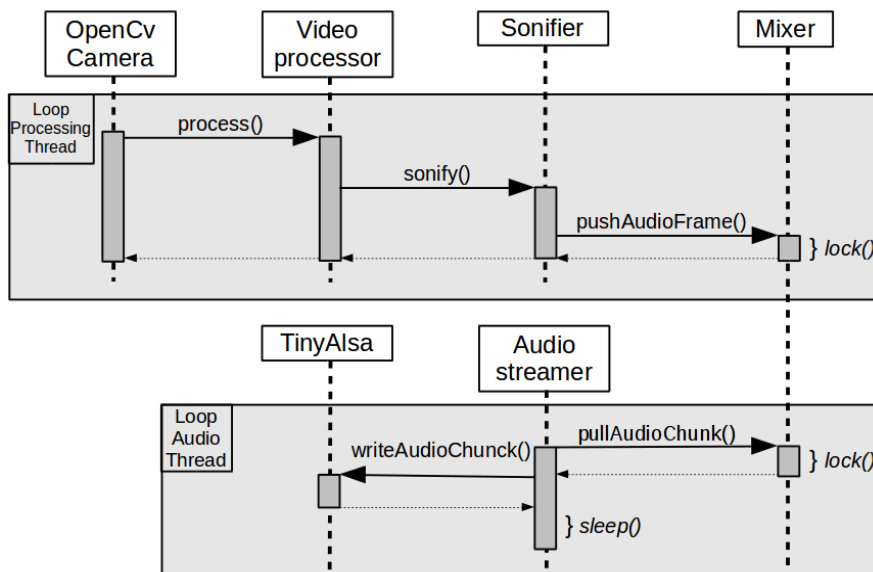 OpenCv
Camera
Video
processor
Sonifier
Mixer
Loop
Processing
Thread
process()
sonify()
pushAudioFrame()
} lock()
TinyAlsa
Audio
streamer
Loop
Audio
Thread
pullAudioChunk()
writeAudioChunck()
} lock()
} sleep()